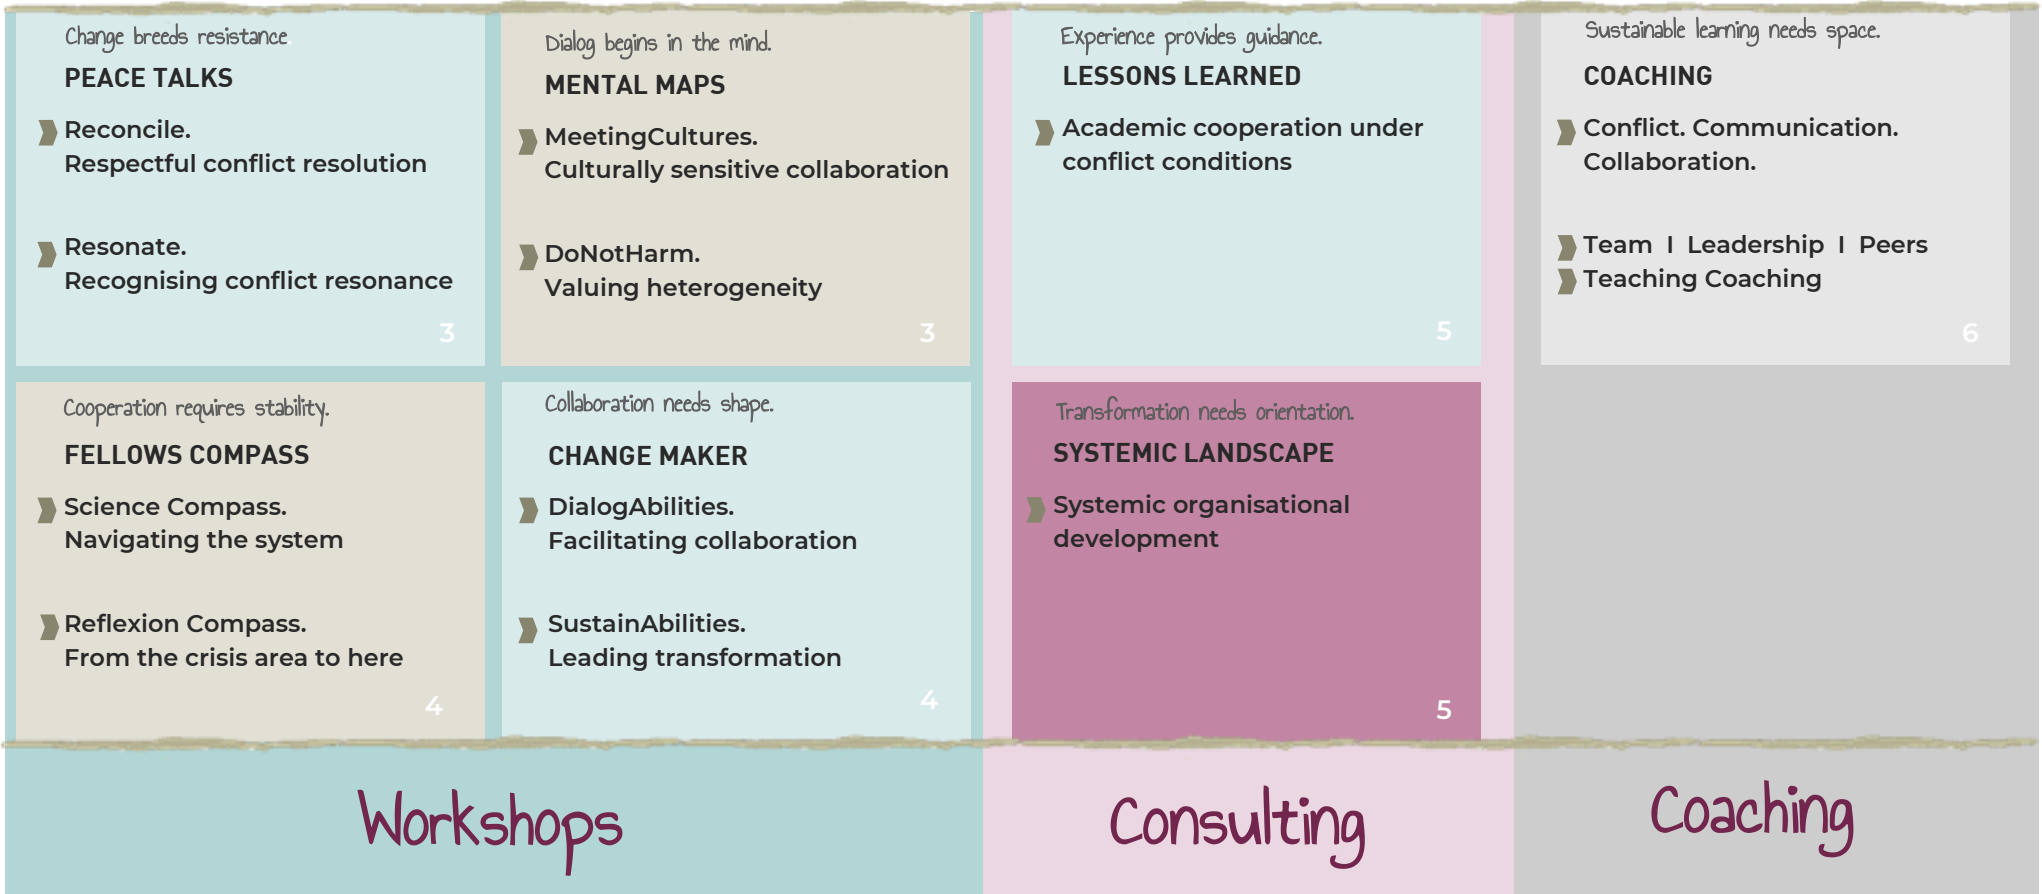 Change breeds resistance
PEACE TALKS
Reconcile.
Respectful conflict resolution
Resonate.
Recognising conflict resonance
3
Dialog begins in the mind.
MENTAL MAPS
MeetingCultures.
Culturally sensitive collaboration
DoNotHarm.
Valuing heterogeneity
3
Cooperation requires stability.
FELLOWS COMPASS
Science Compass.
Navigating the system
Reflexion Compass.
From the crisis area to here
4
Collaboration needs shape.
CHANGE MAKER
DialogAbilities.
Facilitating collaboration
SustainAbilities.
Leading transformation
4
Workshops
Experience provides guidance.
LESSONS LEARNED
Academic cooperation under
conflict conditions
5
Transformation needs orientation.
SYSTEMIC LANDSCAPE
Systemic organisational
development
5
Consulting
Sustainable learning needs space.
COACHING
Conflict. Communication.
Collaboration.
Team I Leadership I Peers
Teaching Coaching
6
Coaching